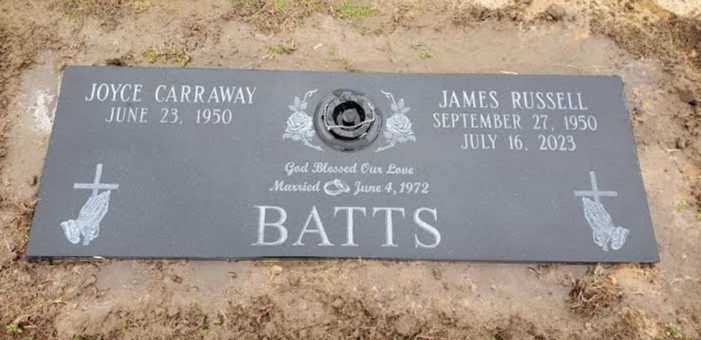 JOYCE CARRAWAY
JUNE 23, 1950
JAMES RUSSELL
SEPTEMBER 27, 1950
JULY 16, 2023
God Blessed Our Love
Married June 4, 1972
BATTS